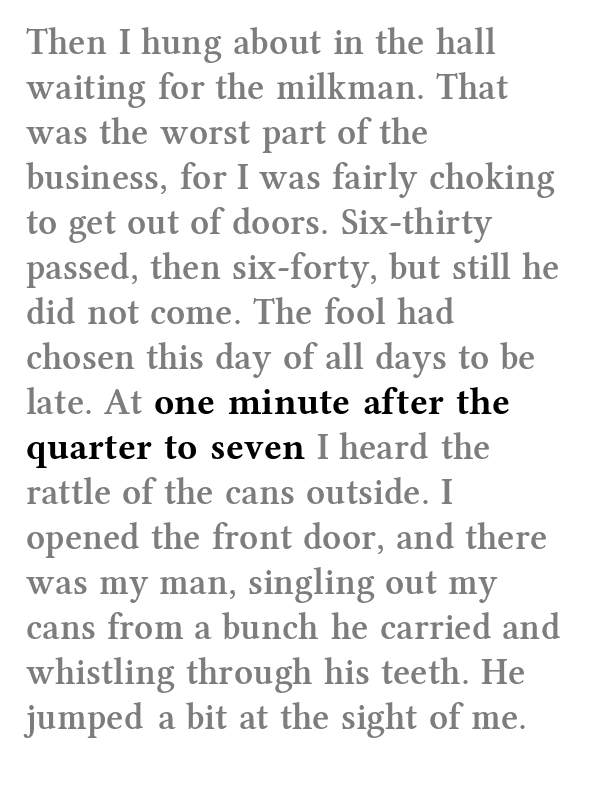 Then I hung about in the hall
waiting for the milkman. That
was the worst part of the
business, for I was fairly choking
to get out of doors. Six-thirty
passed, then six-forty, but still he
did not come. The fool had
chosen this day of all days to be
late. At one minute after the
quarter to seven I heard the
rattle of the cans outside. I
opened the front door, and there
was my man, singling out my
cans from a bunch he carried and
whistling through his teeth. He
jumped a bit at the sight of me.